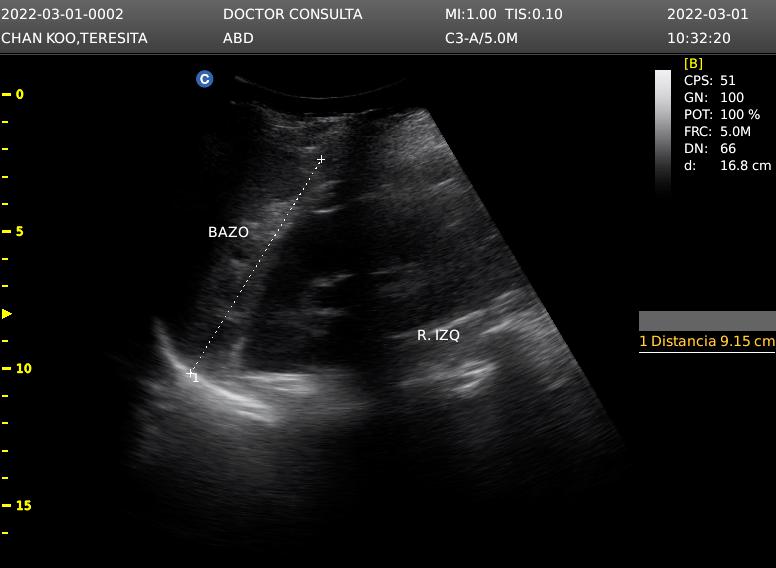 2022-03-01-0002 DOCTOR CONSULTA MI:1.00 TIS:0.10 2022-03-01
CHAN KOO,TERESITA ABD C3-A/5.0M 10:32:20
C
[B]
CPS: 51
GN: 100
POT: 100 %
FRC: 5.0M
DN: 66
d: 16.8 cm
0
5
10
15
BAZO
R. IZQ
1
1 Distancia 9.15 cm